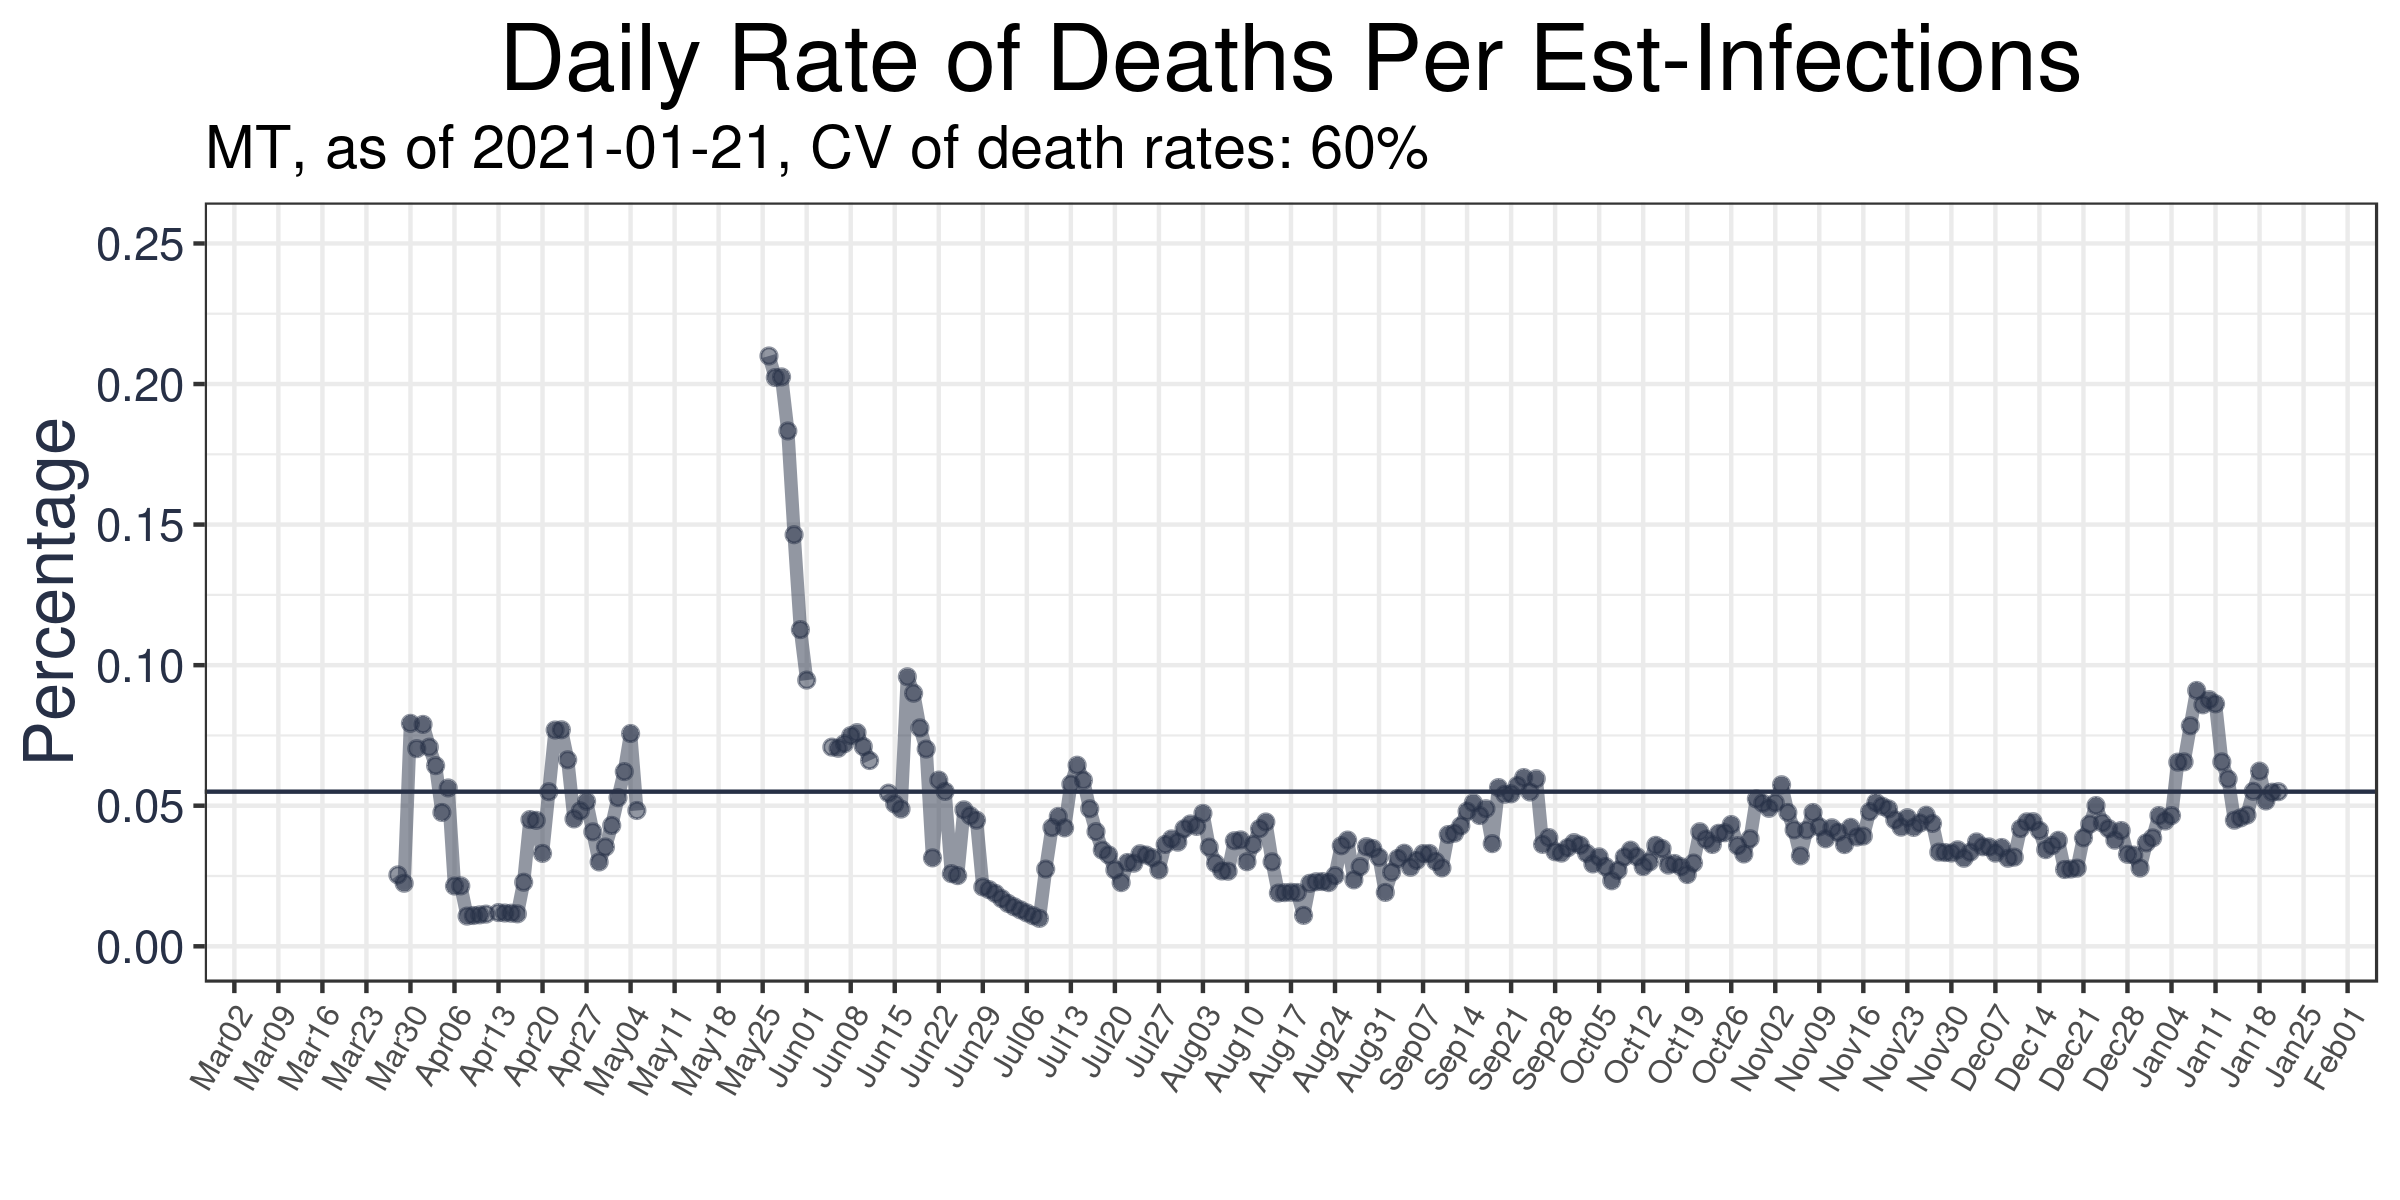 Daily Rate of Deaths Per Est-Infections
MT, as of 2021-01-21, CV of death rates: 60%
Percentage
0.25
0.20
0.15
0.10
0.05
0.00
Mar02
Mar09
Mar16
Mar23
Mar30
Apr06
Apr13
Apr20
Apr27
May04
May11
May18
May25
Jun01
Jun08
Jun15
Jun22
Jun29
Jul06
Jul13
Jul20
Jul27
Aug03
Aug10
Aug17
Aug24
Aug31
Sep07
Sep14
Sep21
Sep28
Oct05
Oct12
Oct19
Oct26
Nov02
Nov09
Nov16
Nov23
Nov30
Dec07
Dec14
Dec21
Dec28
Jan04
Jan11
Jan18
Jan25
Feb01